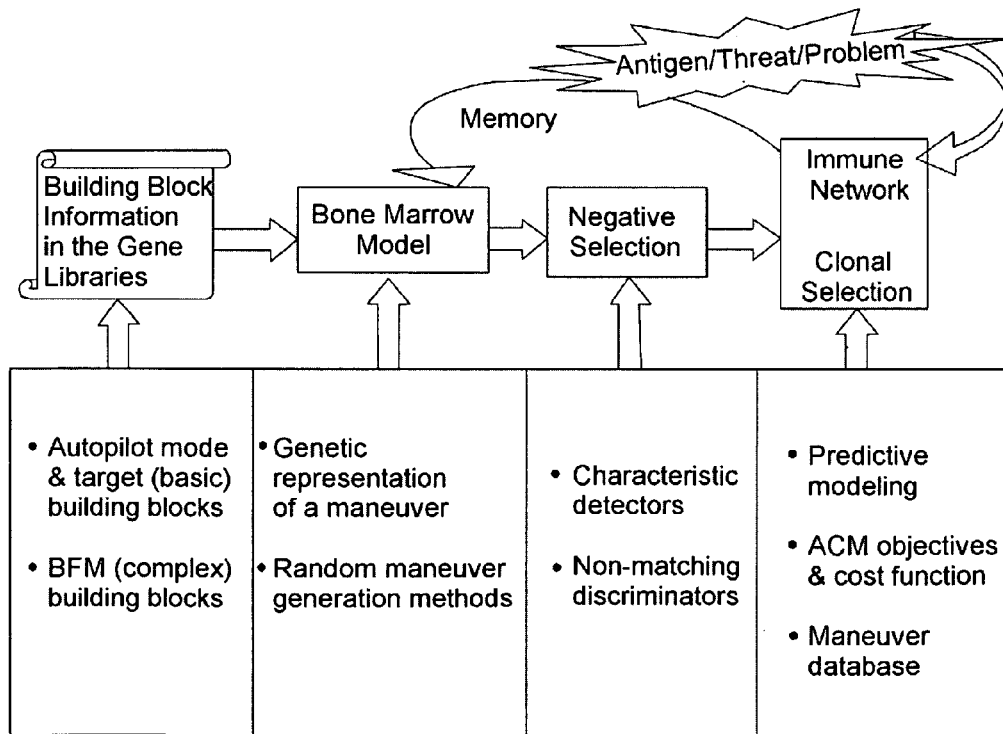 Antigen/Threat/Problem
Memory
Building Block
Information
in the Gene
Libraries
Bone Marrow
Model
Negative
Selection
Immune
Network
Clonal
Selection
• Autopilot mode
& target (basic)
building blocks
• BFM (complex)
building blocks
• Genetic
representation
of a maneuver
• Random maneuver
generation methods
• Characteristic
detectors
• Non-matching
discriminators
• Predictive
modeling
• ACM objectives
& cost function
• Maneuver
database